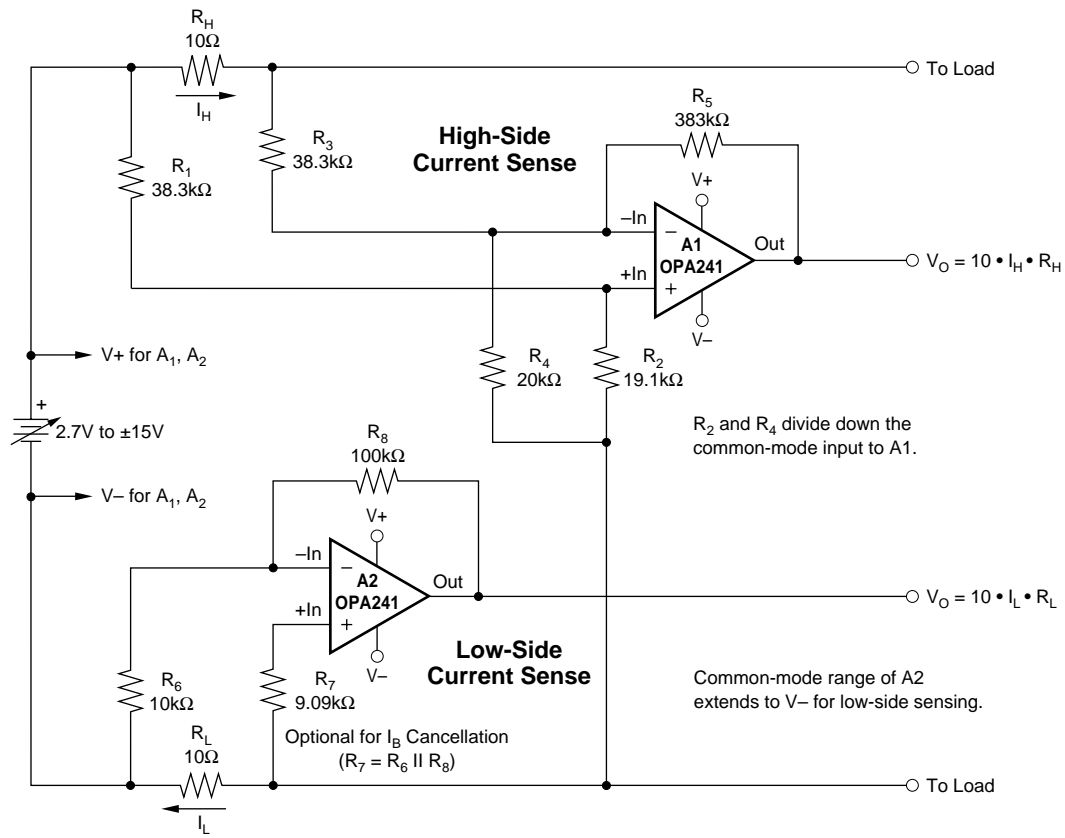 R_H
10Ω
I_H
To Load
R_5
383kΩ
High-Side
Current Sense
R_3
38.3kΩ
R_1
38.3kΩ
V+
–In
−
A1
OPA241
Out
V_O = 10 • I_H • R_H
+In
+
V–
V+ for A_1, A_2
R_4
20kΩ
R_2
19.1kΩ
+
2.7V to ±15V
R_2 and R_4 divide down the
common-mode input to A1.
R_8
100kΩ
V– for A_1, A_2
V+
–In
−
A2
OPA241
Out
V_O = 10 • I_L • R_L
+In
+
V–
Low-Side
Current Sense
R_6
10kΩ
R_7
9.09kΩ
Common-mode range of A2
extends to V– for low-side sensing.
R_L
10Ω
Optional for I_B Cancellation
(R_7 = R_6 II R_8)
To Load
I_L